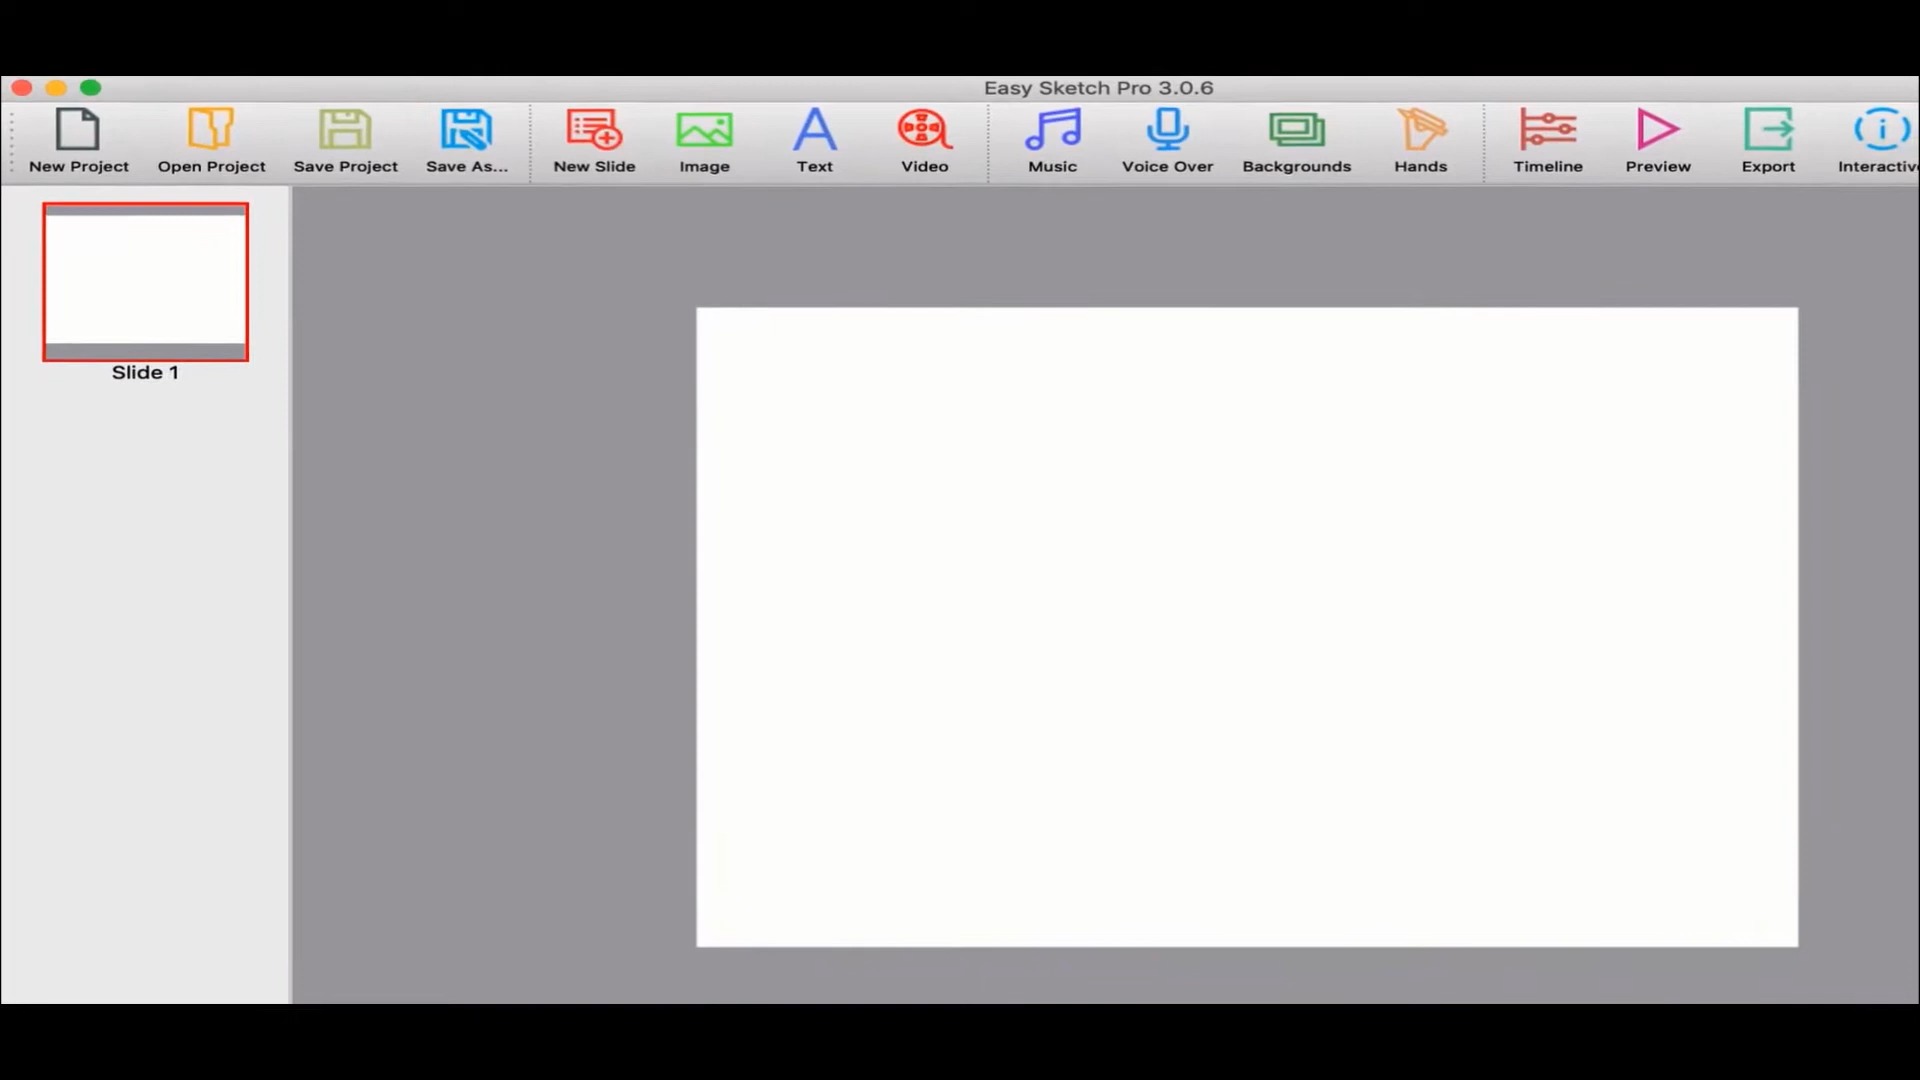 Easy Sketch Pro 3.0.6
New Project Open Project Save Project Save As... New Slide Image Text Video Music Voice Over Backgrounds Hands Timeline Preview Export Interactive
Slide 1